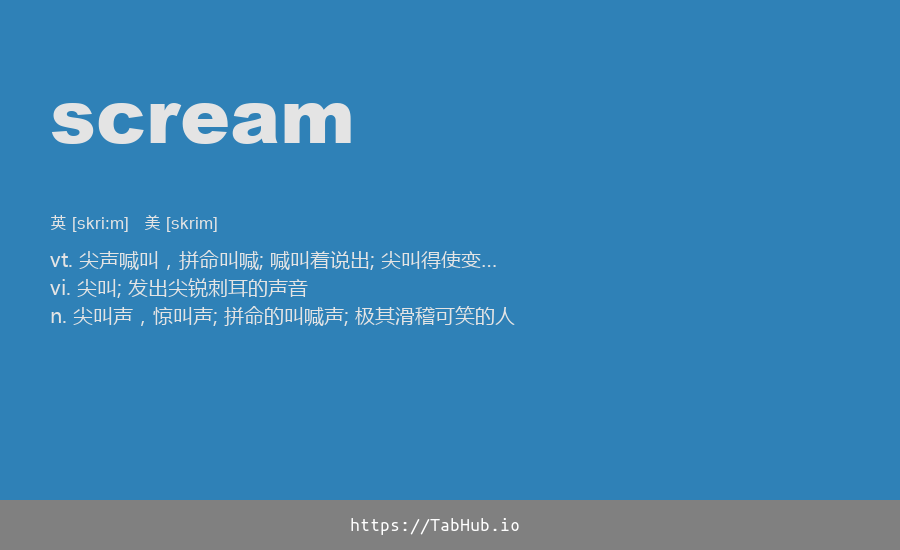 scream
英 [skri:m] 美 [skrim]
vt. 尖声喊叫，拼命叫喊; 喊叫着说出; 尖叫得使变...
vi. 尖叫; 发出尖锐刺耳的声音
n. 尖叫声，惊叫声; 拼命的叫喊声; 极其滑稽可笑的人
https://TabHub.io